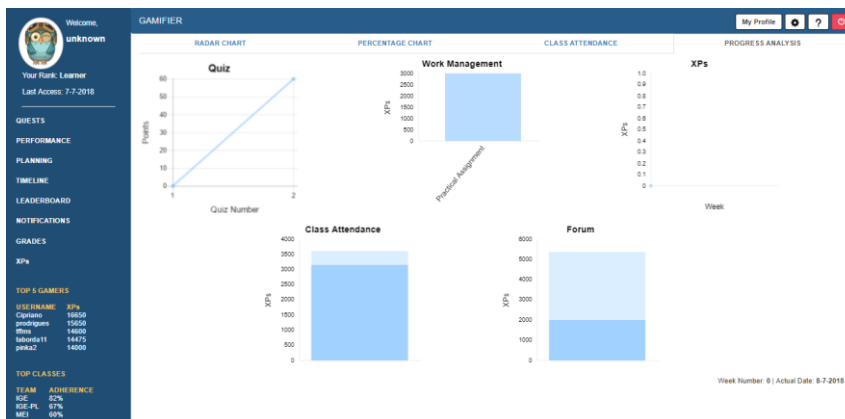 Welcome,
unknown
Your Rank: Learner
Last Access: 7-7-2018
QUESTS
PERFORMANCE
PLANNING
TIMELINE
LEADERBOARD
NOTIFICATIONS
GRADES
XPs
TOP 5 GAMERS
USERNAME XPs
Cipriano 16650
prodrigues 15650
tflms 14600
laborda11 14475
pinka2 14000
TOP CLASSES
TEAM ADHERENCE
IGE 82%
IGE-PL 67%
MEI 60%
GAMIFIER
My Profile ?
RADAR CHART PERCENTAGE CHART CLASS ATTENDANCE PROGRESS ANALYSIS
Quiz
Points
60
50
40
30
20
10
0
1 2
Quiz Number
Work Management
XPs
3000
2500
2000
1500
1000
500
0
Practical Assignment
XPs
XPs
1.0
0.9
0.8
0.7
0.6
0.5
0.4
0.3
0.2
0.1
0
Week
Class Attendance
XPs
4000
3500
3000
2500
2000
1500
1000
500
0
Forum
XPs
6000
5000
4000
3000
2000
1000
0
Week Number: 0 | Actual Date: 8-7-2018